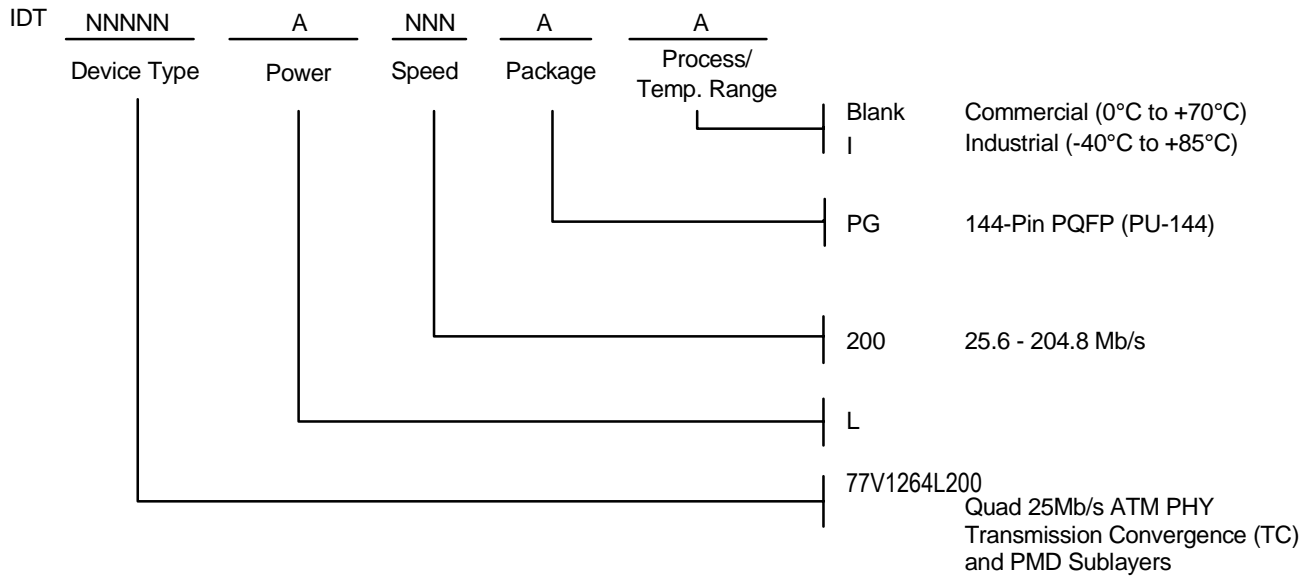 IDT NNNNN A NNN A A
Device Type Power Speed Package Process/
Temp. Range
Blank Commercial (0°C to +70°C)
I Industrial (-40°C to +85°C)
PG 144-Pin PQFP (PU-144)
200 25.6 - 204.8 Mb/s
L
77V1264L200
Quad 25Mb/s ATM PHY
Transmission Convergence (TC)
and PMD Sublayers